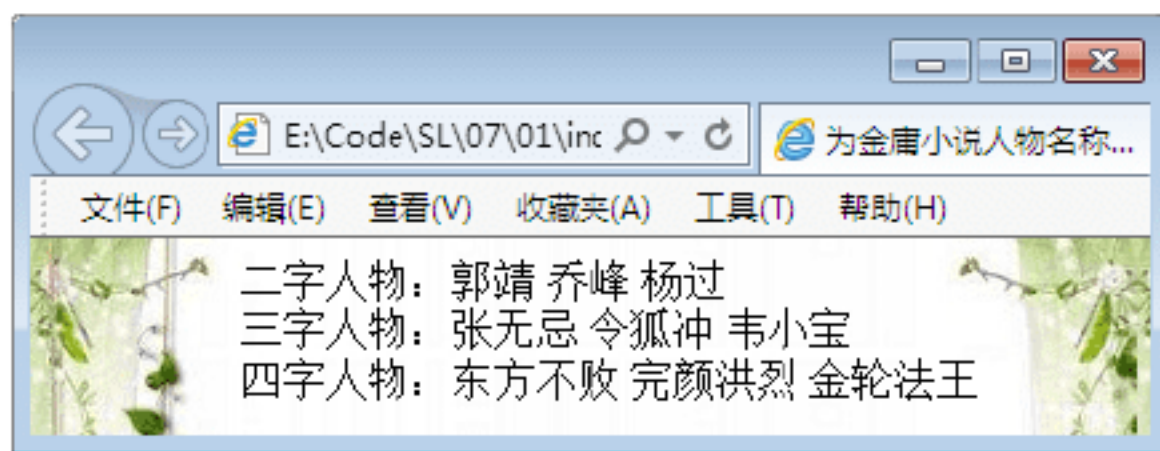 E:\Code\SL\07\01\inc
为金庸小说人物名称...
文件(F) 编辑(E) 查看(V) 收藏夹(A) 工具(T) 帮助(H)
二字人物：郭靖 乔峰 杨过
三字人物：张无忌 令狐冲 韦小宝
四字人物：东方不败 完颜洪烈 金轮法王